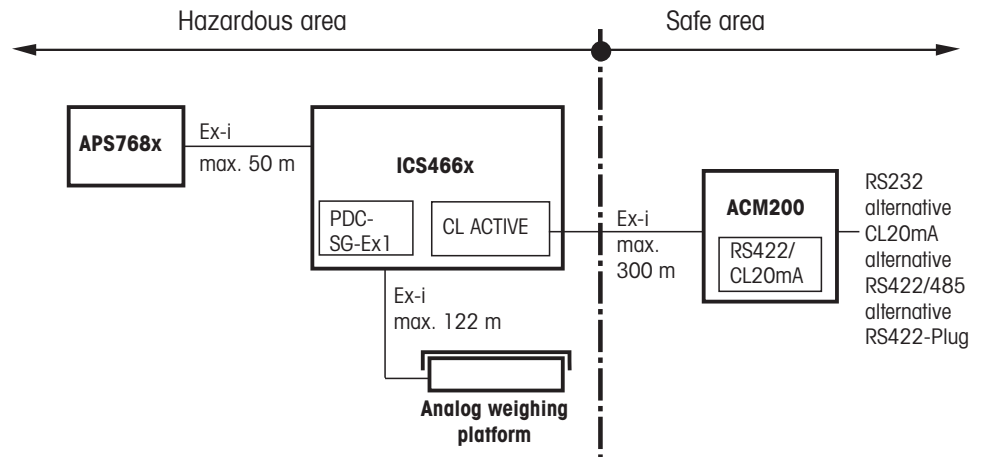 Hazardous area
Safe area
APS768x
Ex-i
max. 50 m
ICS466x
PDC-
SG-Ex1
CL ACTIVE
Ex-i
max.
300 m
ACM200
RS422/
CL20mA
RS232
alternative
CL20mA
alternative
RS422/485
alternative
RS422-Plug
Ex-i
max. 122 m
Analog weighing
platform